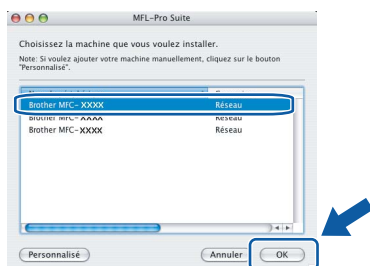 MFL-Pro Suite
Choisissez la machine que vous voulez installer.
Note: Si voulez ajouter votre machine manuellement, cliquez sur le bouton
"Personnalisé".
Brother MFC-XXXX Réseau
Brother MFC-XXXX Réseau
Brother MFC-XXXX Réseau
Personnalisé Annuler OK